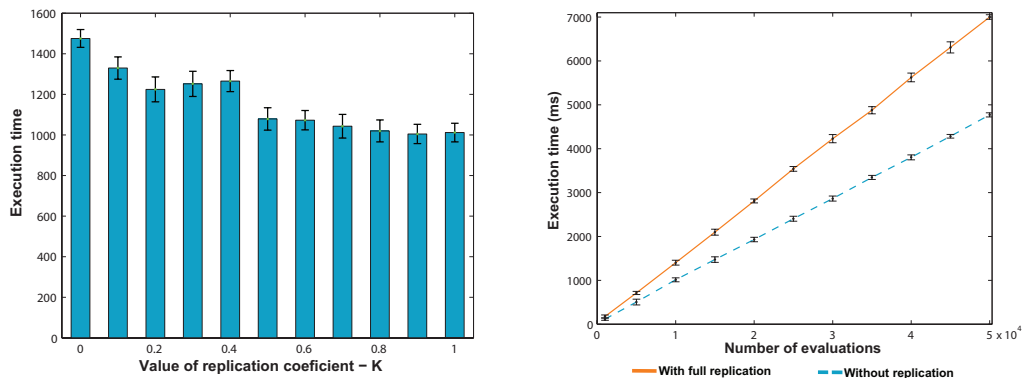 1600
1400
1200
1000
800
600
400
200
0
Execution time
0 0.2 0.4 0.6 0.8 1
Value of replication coeficient – K
7000
6000
5000
4000
3000
2000
1000
0
Execution time (ms)
1 2 3 4 5 x 10^4
Number of evaluations
With full replication
Without replication